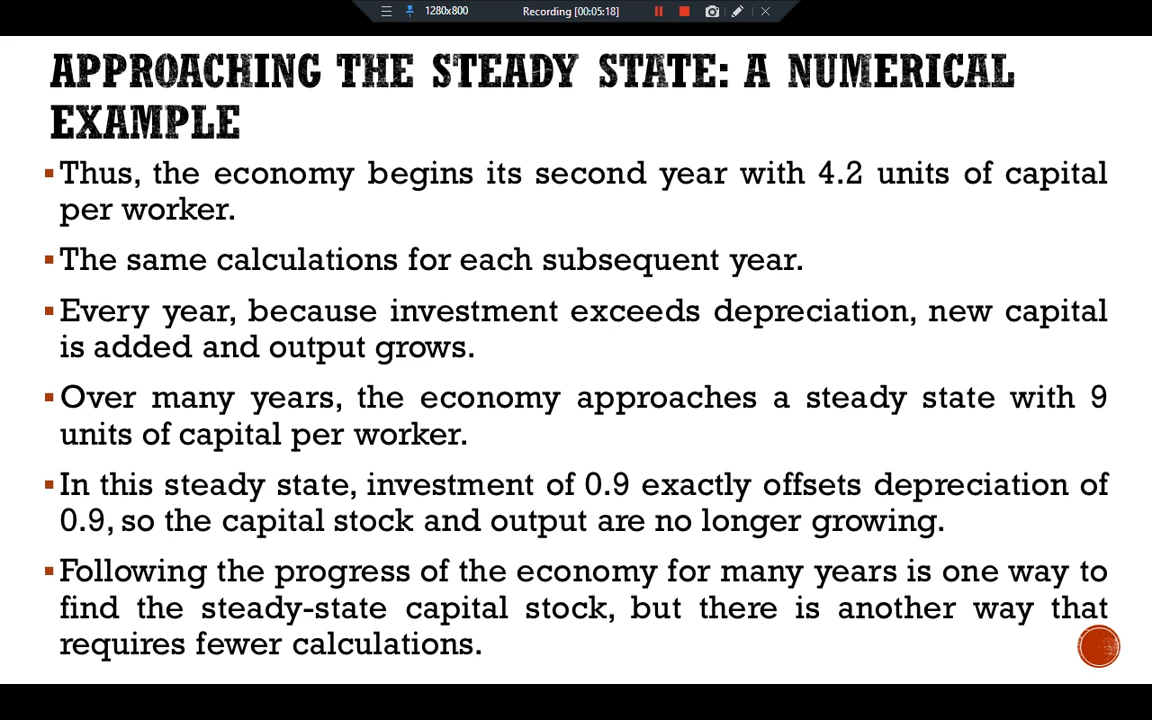 1280x800
Recording [00:05:18]
APPROACHING THE STEADY STATE: A NUMERICAL
EXAMPLE
▪Thus, the economy begins its second year with 4.2 units of capital
per worker.
▪The same calculations for each subsequent year.
▪Every year, because investment exceeds depreciation, new capital
is added and output grows.
▪Over many years, the economy approaches a steady state with 9
units of capital per worker.
▪In this steady state, investment of 0.9 exactly offsets depreciation of
0.9, so the capital stock and output are no longer growing.
▪Following the progress of the economy for many years is one way to
find the steady-state capital stock, but there is another way that
requires fewer calculations.